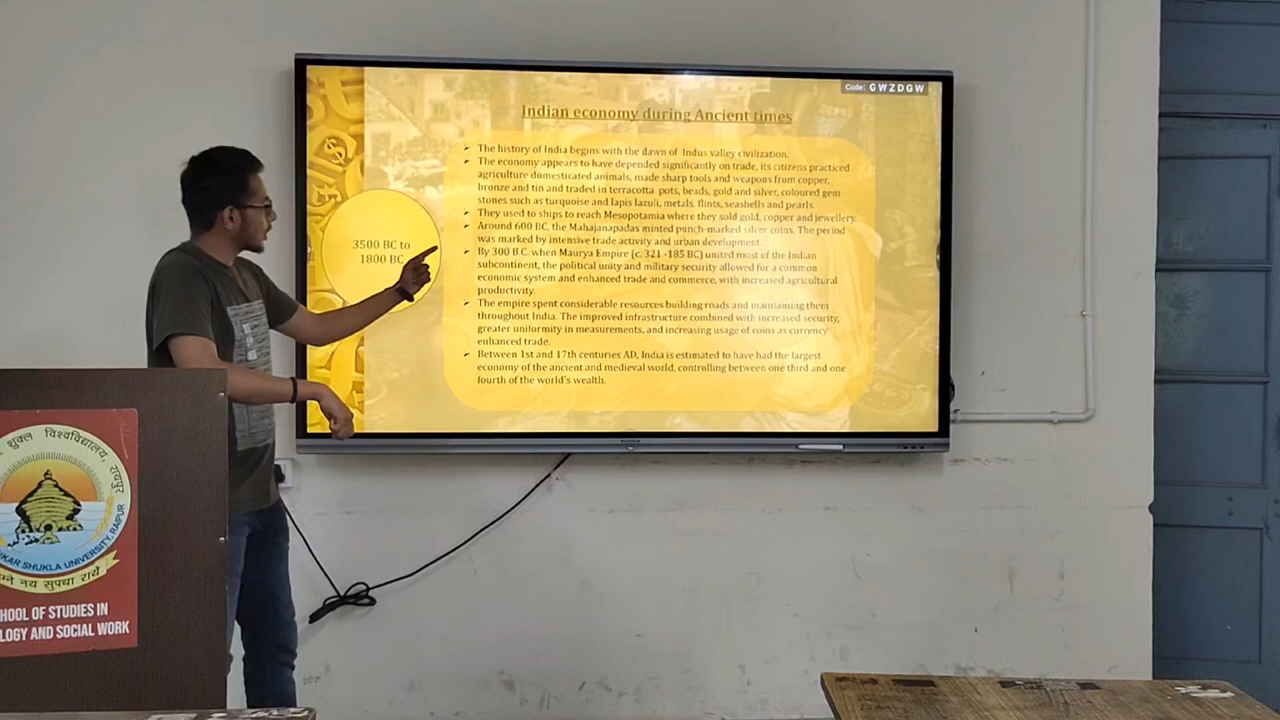 Code: GWZDGW
Indian economy during Ancient times
➤ The history of India begins with the dawn of Indus valley civilization.
➤ The economy appears to have depended significantly on trade, its citizens practiced
agriculture domesticated animals, made sharp tools and weapons from copper,
bronze and tin and traded in terracotta pots, beads, gold and silver, coloured gem
stones such as turquoise and lapis lazuli, metals, flints, seashells and pearls.
➤ They used to ships to reach Mesopotamia where they sold gold, copper and jewellery.
➤ Around 600 BC, the Mahajanapadas minted punch-marked silver coins. The period
was marked by intensive trade activity and urban development.
➤ By 300 B C. when Maurya Empire (c. 321 -185 BC) united most of the Indian
subcontinent, the political unity and military security allowed for a common
economic system and enhanced trade and commerce, with increased agricultural
productivity.
➤ The empire spent considerable resources building roads and maintaining them
throughout India. The improved infrastructure combined with increased security,
greater uniformity in measurements, and increasing usage of coins as currency
enhanced trade.
➤ Between 1st and 17th centuries AD, India is estimated to have had the largest
economy of the ancient and medieval world, controlling between one third and one
fourth of the world's wealth.
3500 BC to
1800 BC
शुक्ल विश्वविद्यालय, रायपुर
KAR SHUKLA UNIVERSITY, RAIPUR
नय सुपथा राये
HOOL OF STUDIES IN
LOGY AND SOCIAL WORK